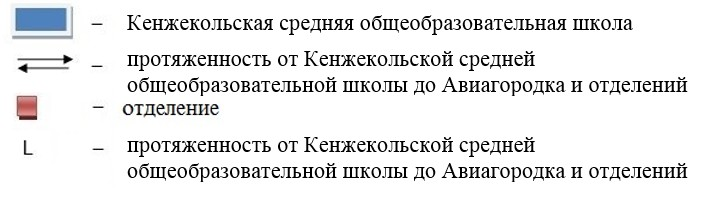 – Кенжекольская средняя общеобразовательная школа
– протяженность от Кенжекольской средней
общеобразовательной школы до Авиагородка и отделений
– отделение
L – протяженность от Кенжекольской средней
общеобразовательной школы до Авиагородка и отделений